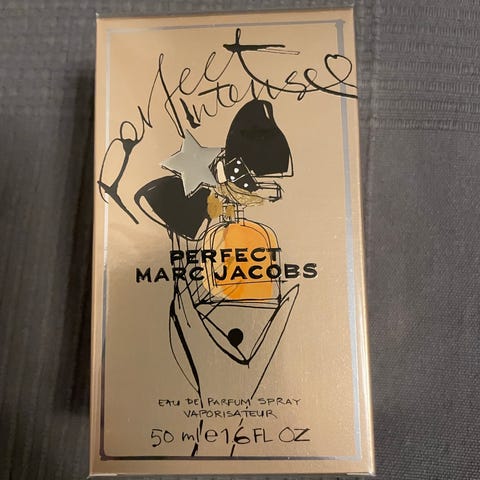 Perfect
intense
PERFECT
MARC JACOBS
EAU DE PARFUM SPRAY
VAPORISATEUR
50 ml e 1.6 FL OZ